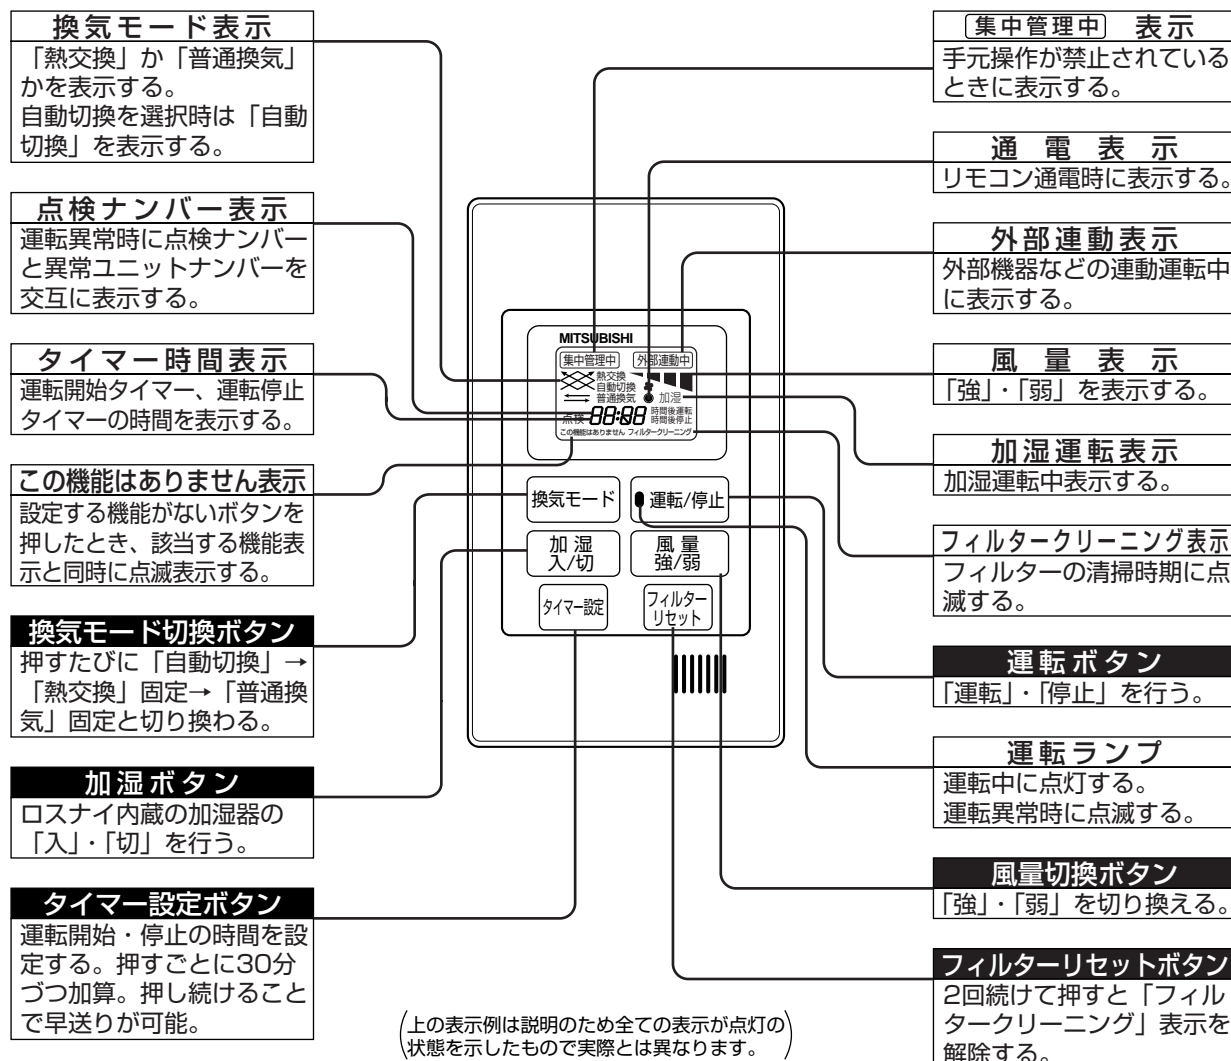 換気モード表示
「熱交換」か「普通換気」
かを表示する。
自動切換を選択時は「自動
切換」を表示する。
点検ナンバー表示
運転異常時に点検ナンバー
と異常ユニットナンバーを
交互に表示する。
タイマー時間表示
運転開始タイマー、運転停止
タイマーの時間を表示する。
この機能はありません表示
設定する機能がないボタンを
押したとき、該当する機能表
示と同時に点滅表示する。
換気モード切換ボタン
押すたびに「自動切換」→
「熱交換」固定→「普通換
気」固定と切り換わる。
加湿ボタン
ロスナイ内蔵の加湿器の
「入」・「切」を行う。
タイマー設定ボタン
運転開始・停止の時間を設
定する。押すごとに30分
づつ加算。押し続けること
で早送りが可能。
MITSUBISHI
集中管理中 外部連動中
熱交換
自動切換
普通換気 加湿
点検 88:88 時間後運転
時間後停止
この機能はありません フィルタークリーニング
換気モード 運転/停止
加湿 風量
入/切 強/弱
タイマー設定 フィルター
リセット
(上の表示例は説明のため全ての表示が点灯の
状態を示したもので実際とは異なります。)
集中管理中 表示
手元操作が禁止されている
ときに表示する。
通電表示
リモコン通電時に表示する。
外部連動表示
外部機器などの連動運転中
に表示する。
風量表示
「強」・「弱」を表示する。
加湿運転表示
加湿運転中表示する。
フィルタークリーニング表示
フィルターの清掃時期に点
滅する。
運転ボタン
「運転」・「停止」を行う。
運転ランプ
運転中に点灯する。
運転異常時に点滅する。
風量切換ボタン
「強」・「弱」を切り換える。
フィルターリセットボタン
2回続けて押すと「フィル
タークリーニング」表示を
解除する。